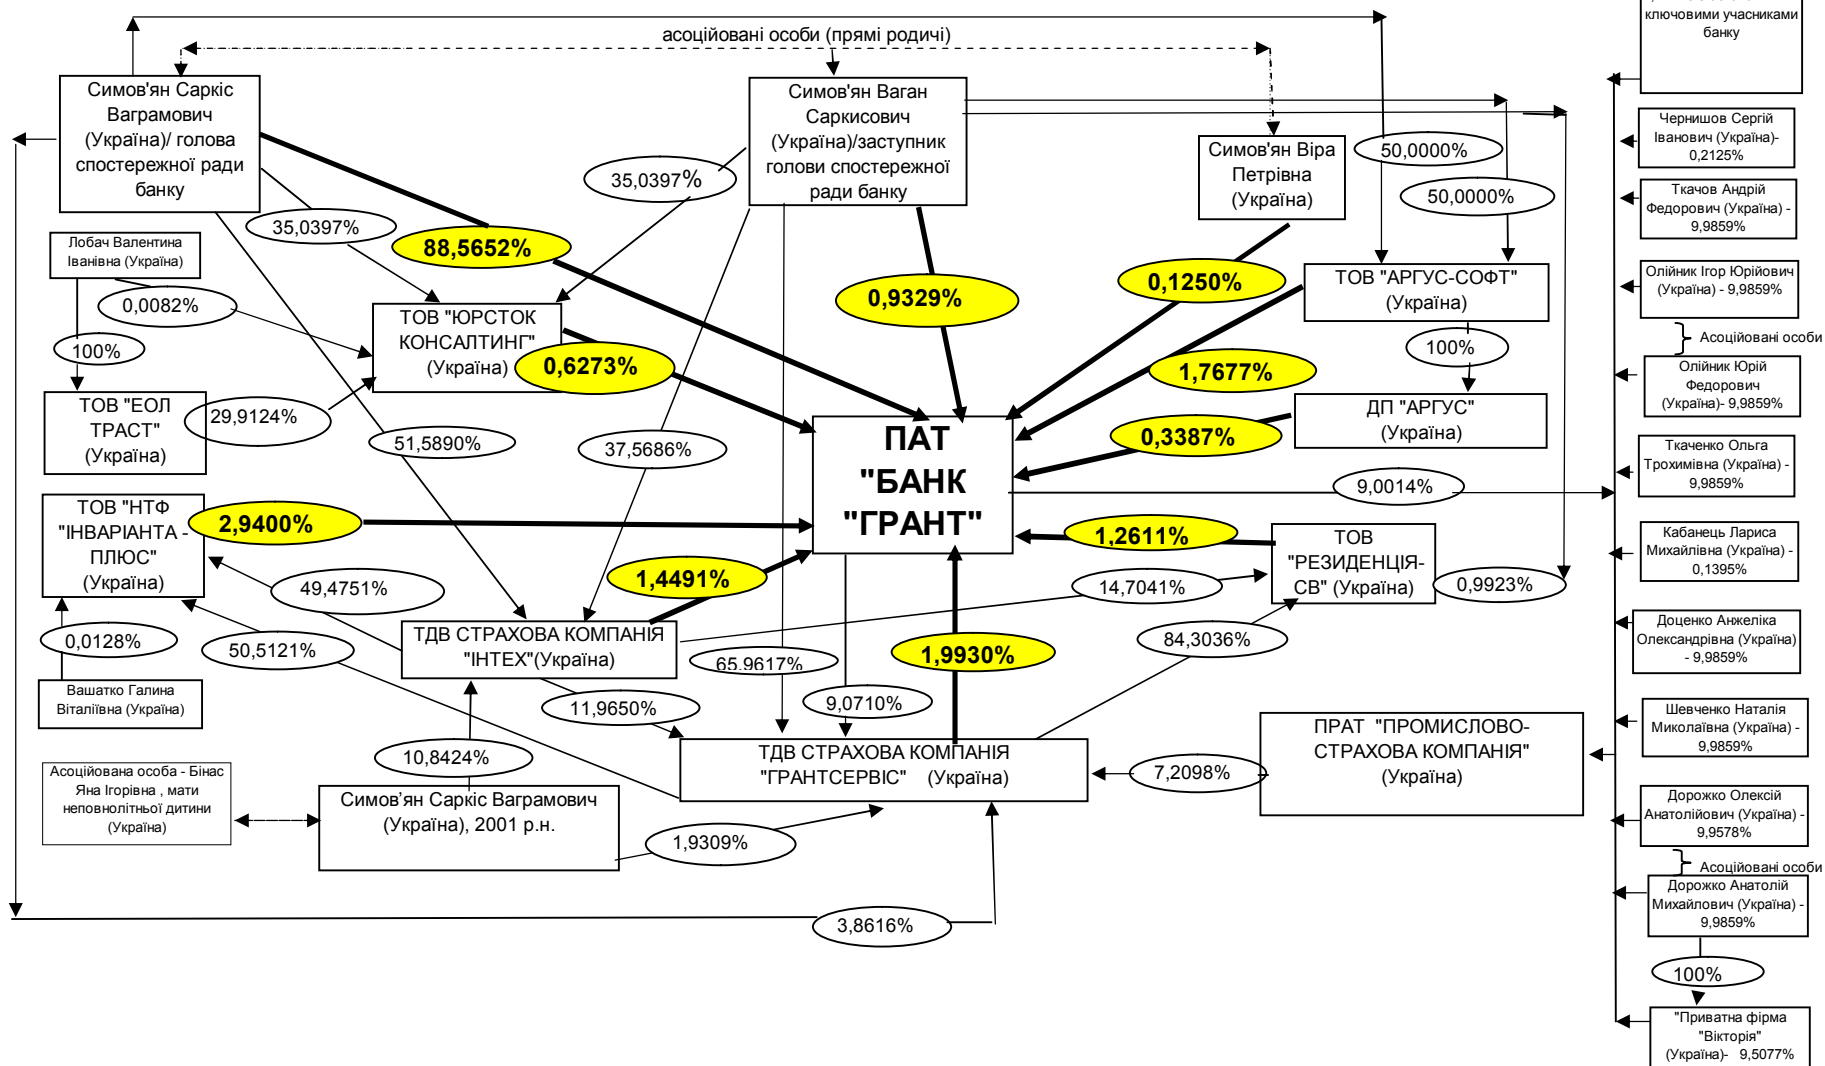 ключовими учасниками
банку
асоційовані особи (прямі родичі)
Симов'ян Саркіс
Ваграмович
(Україна)/ голова
спостережної ради
банку
Симов'ян Ваган
Саркисович
(Україна)/заступник
голови спостережної
ради банку
Симов'ян Віра
Петрівна
(Україна)
50,0000%
50,0000%
35,0397%
35,0397%
88,5652%
0,9329%
0,1250%
Лобач Валентина
Іванівна (Україна)
0,0082%
100%
ТОВ "ЮРСТОК
КОНСАЛТИНГ"
(Україна)
0,6273%
ТОВ "АРГУС-СОФТ"
(Україна)
100%
1,7677%
ТОВ "ЕОЛ
ТРАСТ"
(Україна)
29,9124%
51,5890%
37,5686%
ПАТ
"БАНК
"ГРАНТ"
ДП "АРГУС"
(Україна)
0,3387%
9,0014%
ТОВ "НТФ
"ІНВАРІАНТА -
ПЛЮС"
(Україна)
2,9400%
1,2611%
ТОВ
"РЕЗИДЕНЦІЯ-
СВ" (Україна)
0,9923%
49,4751%
1,4491%
14,7041%
0,0128%
50,5121%
ТДВ СТРАХОВА КОМПАНІЯ
"ІНТЕХ"(Україна)
65,9617%
1,9930%
84,3036%
Вашатко Галина
Віталіївна (Україна)
11,9650%
9,0710%
10,8424%
ТДВ СТРАХОВА КОМПАНІЯ
"ГРАНТСЕРВІС" (Україна)
7,2098%
ПРАТ "ПРОМИСЛОВО-
СТРАХОВА КОМПАНІЯ"
(Україна)
Асоційована особа - Бінас
Яна Ігорівна , мати
неповнолітньої дитини
(Україна)
Симов'ян Саркіс Ваграмович
(Україна), 2001 р.н.
1,9309%
3,8616%
Чернишов Сергій
Іванович (Україна)-
0,2125%
Ткачов Андрій
Федорович (Україна) -
9,9859%
Олійник Ігор Юрійович
(Україна) - 9,9859%
Асоційовані особи
Олійник Юрій
Федорович
(Україна)- 9,9859%
Ткаченко Ольга
Трохимівна (Україна) -
9,9859%
Кабанець Лариса
Михайлівна (Україна) -
0,1395%
Доценко Анжеліка
Олександрівна (Україна)
- 9,9859%
Шевченко Наталія
Миколаївна (Україна) -
9,9859%
Дорожко Олексій
Анатолійович (Україна) -
9,9578%
Асоційовані особи
Дорожко Анатолій
Михайлович (Україна) -
9,9859%
100%
"Приватна фірма
"Вікторія"
(Україна)- 9,5077%